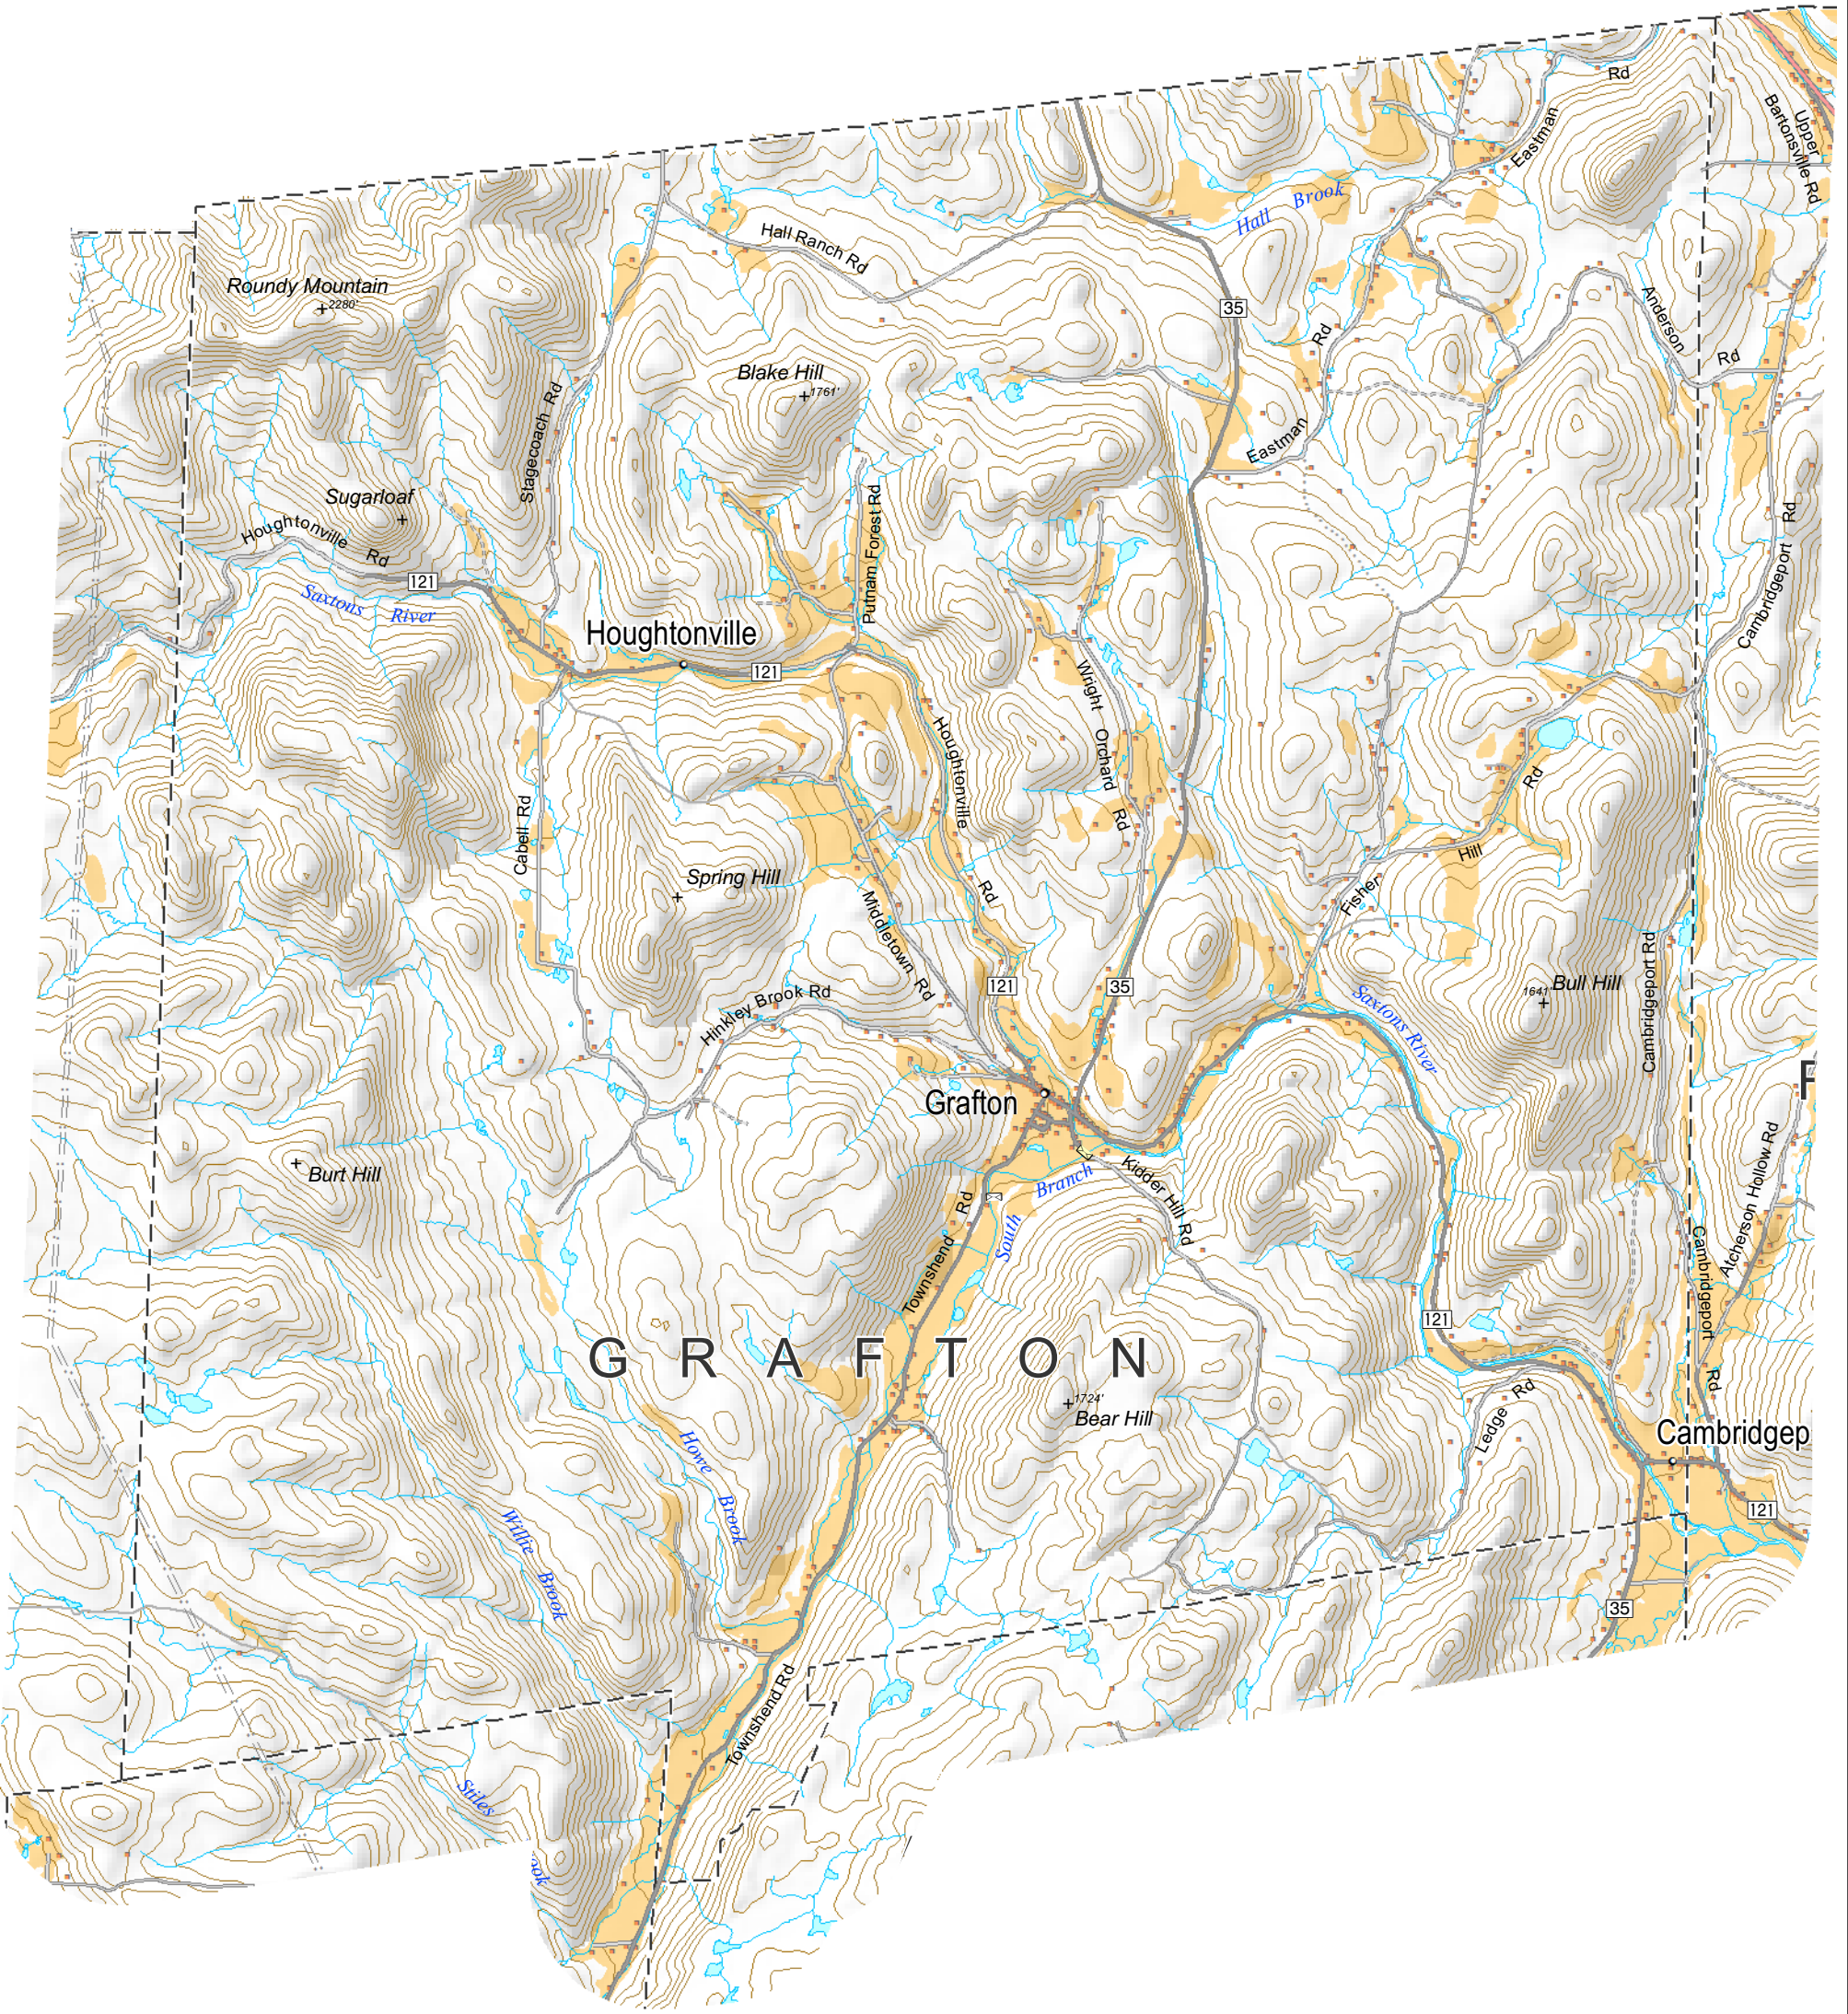 Rd
Eastman
Upper
Bartonsville Rd
Hall Brook
Hall Ranch Rd
Roundy Mountain
2280'
35
Anderson
Rd
Rd
Blake Hill
1761'
Stagecoach Rd
Eastman
Sugarloaf
Houghtonville Rd
Putnam Forest Rd
Cambridgeport Rd
121
Saxtons River
Houghtonville
121
Wright Orchard Rd
Houghtonville Rd
Rd
Cabell Rd
Hill
Spring Hill
Fisher
Middletown Rd
121
35
Saxtons River
Bull Hill
1641'
Cambridgeport Rd
Hinkley Brook Rd
Grafton
Burt Hill
Kidder Hill Rd
South Branch
Townshend Rd
Atcherson Hollow Rd
Cambridgeport Rd
121
GRAFTON
1724'
Bear Hill
Ledge Rd
Cambridgep
Howe Brook
Willie Brook
121
35
Townshend Rd
Stiles
ook